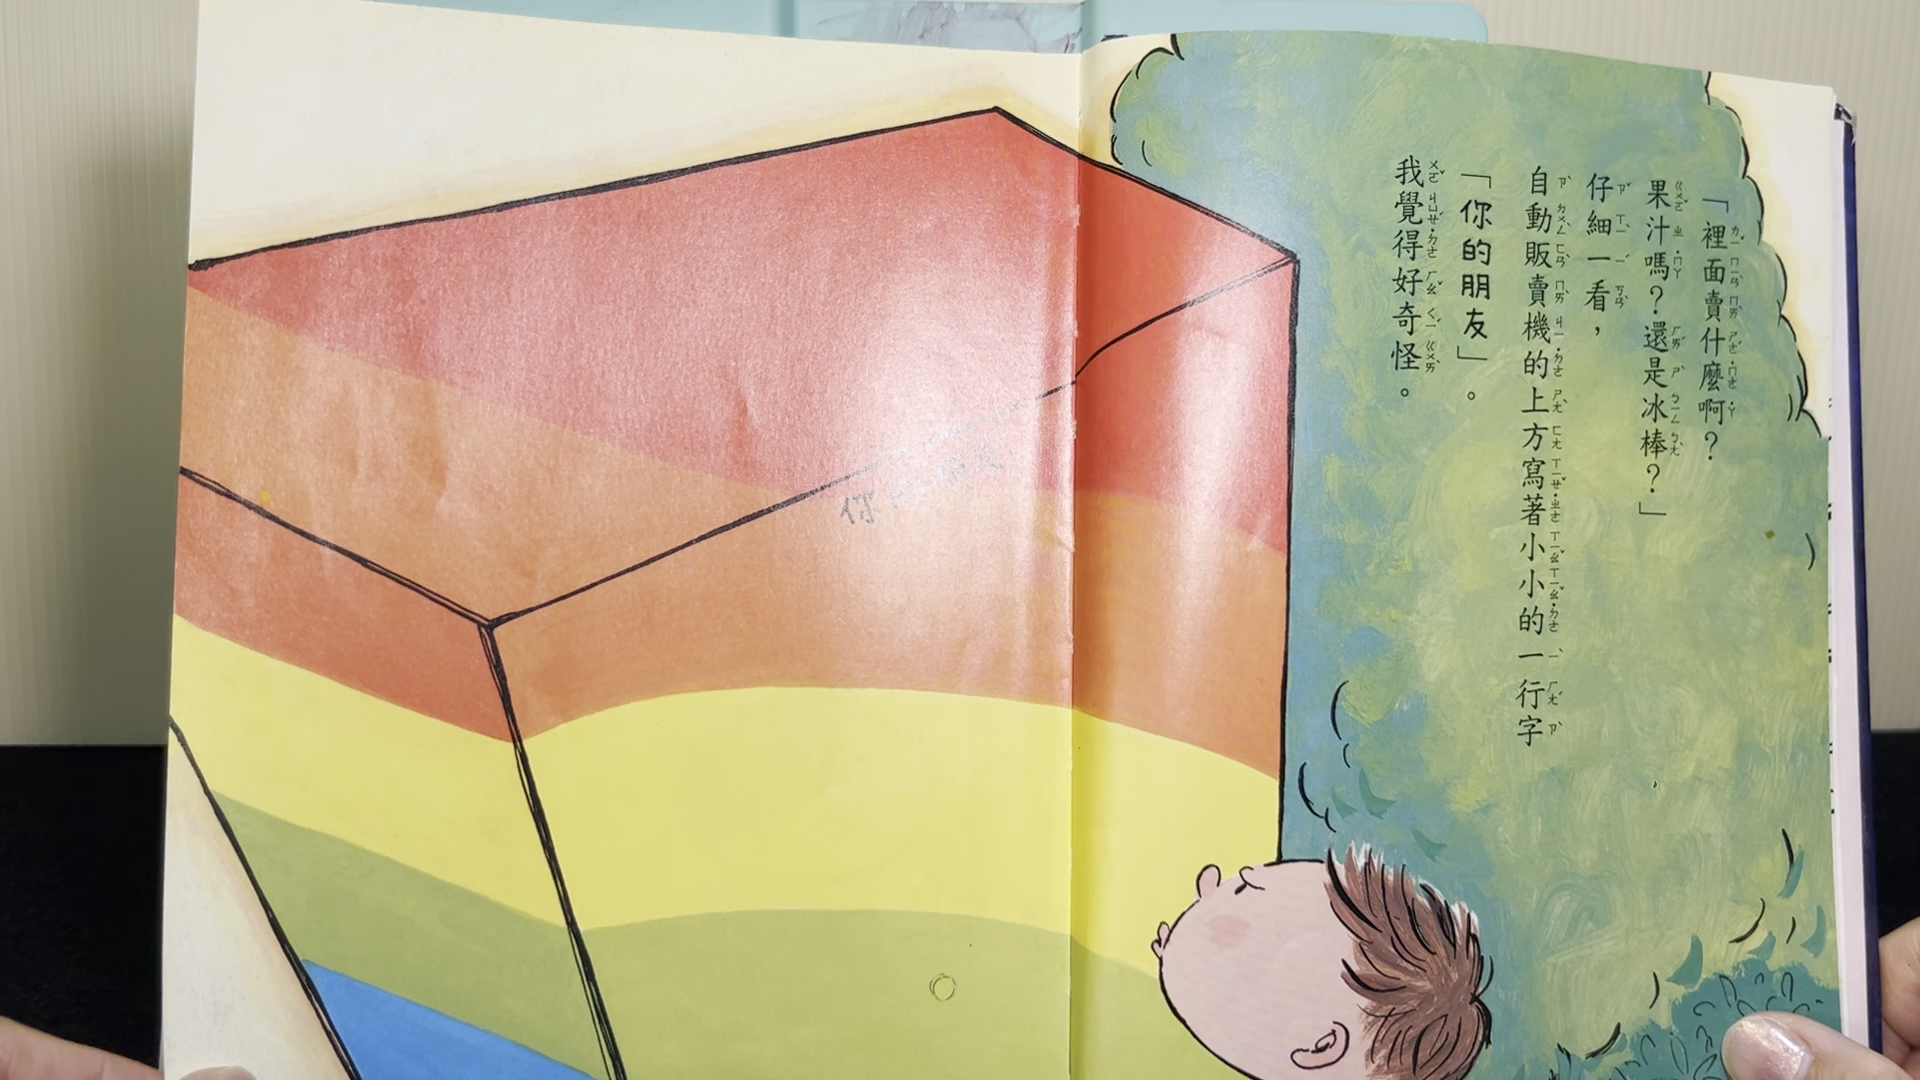 「裡面賣什麼啊？
果汁嗎？還是冰棒？」
仔細一看，
自動販賣機的上方寫著小小的一行字
「你的朋友」。
我覺得好奇怪。
你